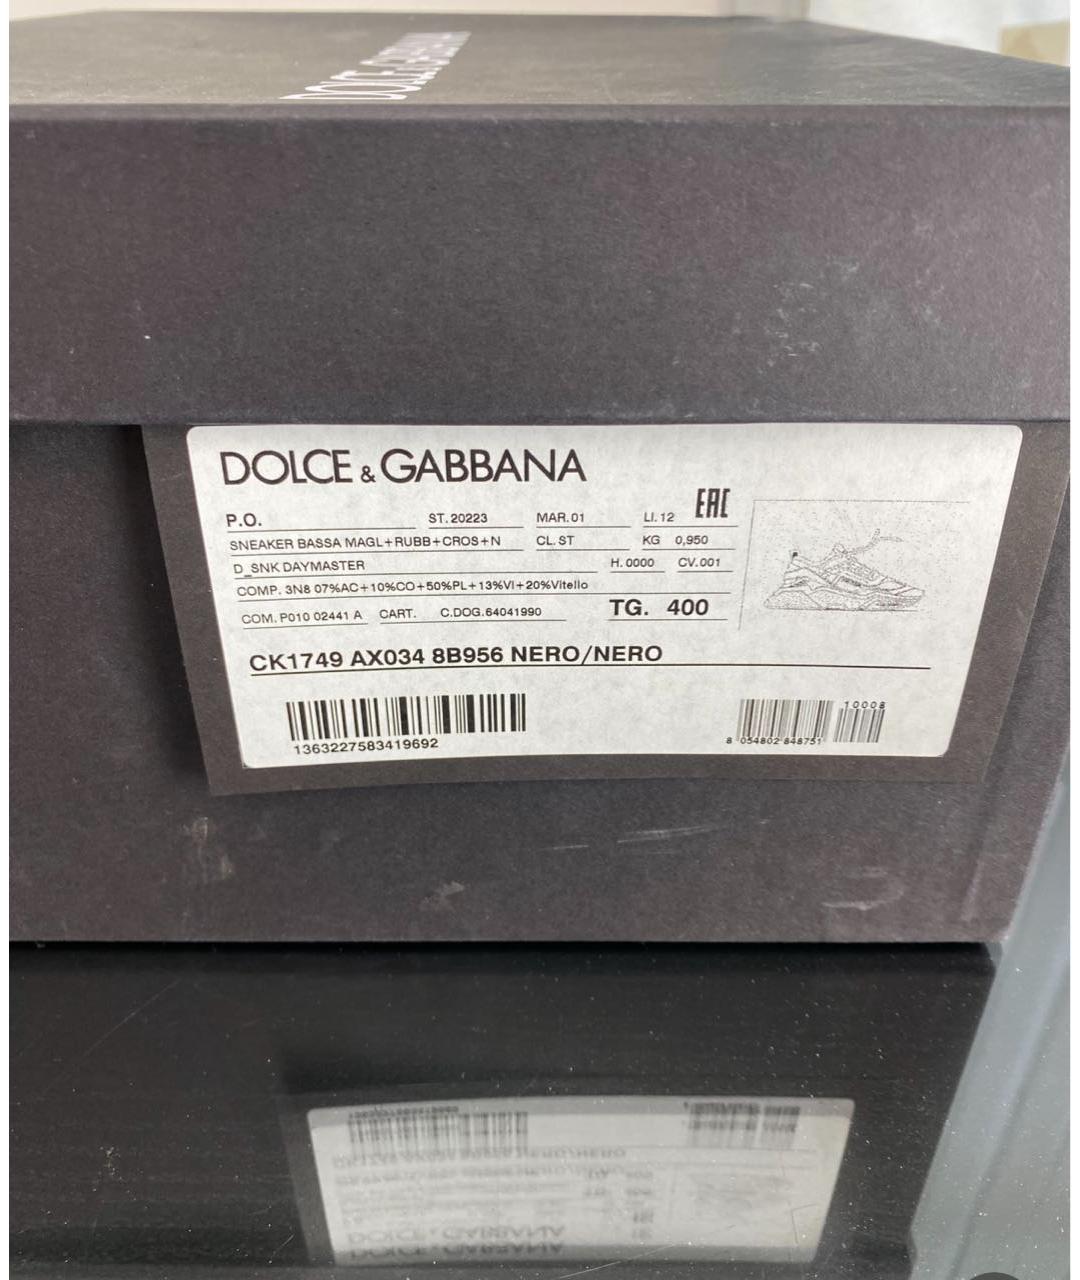 DOLCE & GABBANA
DOLCE & GABBANA
P.O. ST. 20223 MAR. 01 LI. 12 EAC
SNEAKER BASSA MAGL+RUBB+CROS+N CL. ST KG 0,950
D_SNK DAYMASTER H. 0000 CV. 001
COMP. 3N8 07%AC+10%CO+50%PL+13%VI+20%Vitello
COM. P010 02441 A CART. C.DOG.64041990 TG. 400
CK1749 AX034 8B956 NERO/NERO
10008
1363227583419692 8 054802 848751